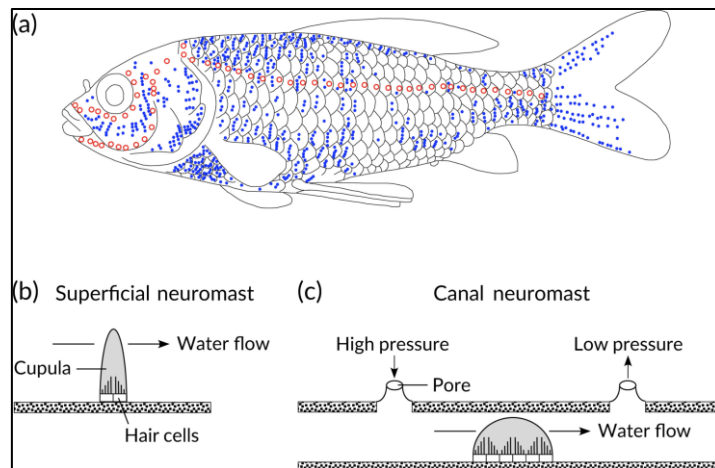 (a)
(b) Superficial neuromast
Water flow
Cupula
Hair cells
(c) Canal neuromast
High pressure
Low pressure
Pore
Water flow